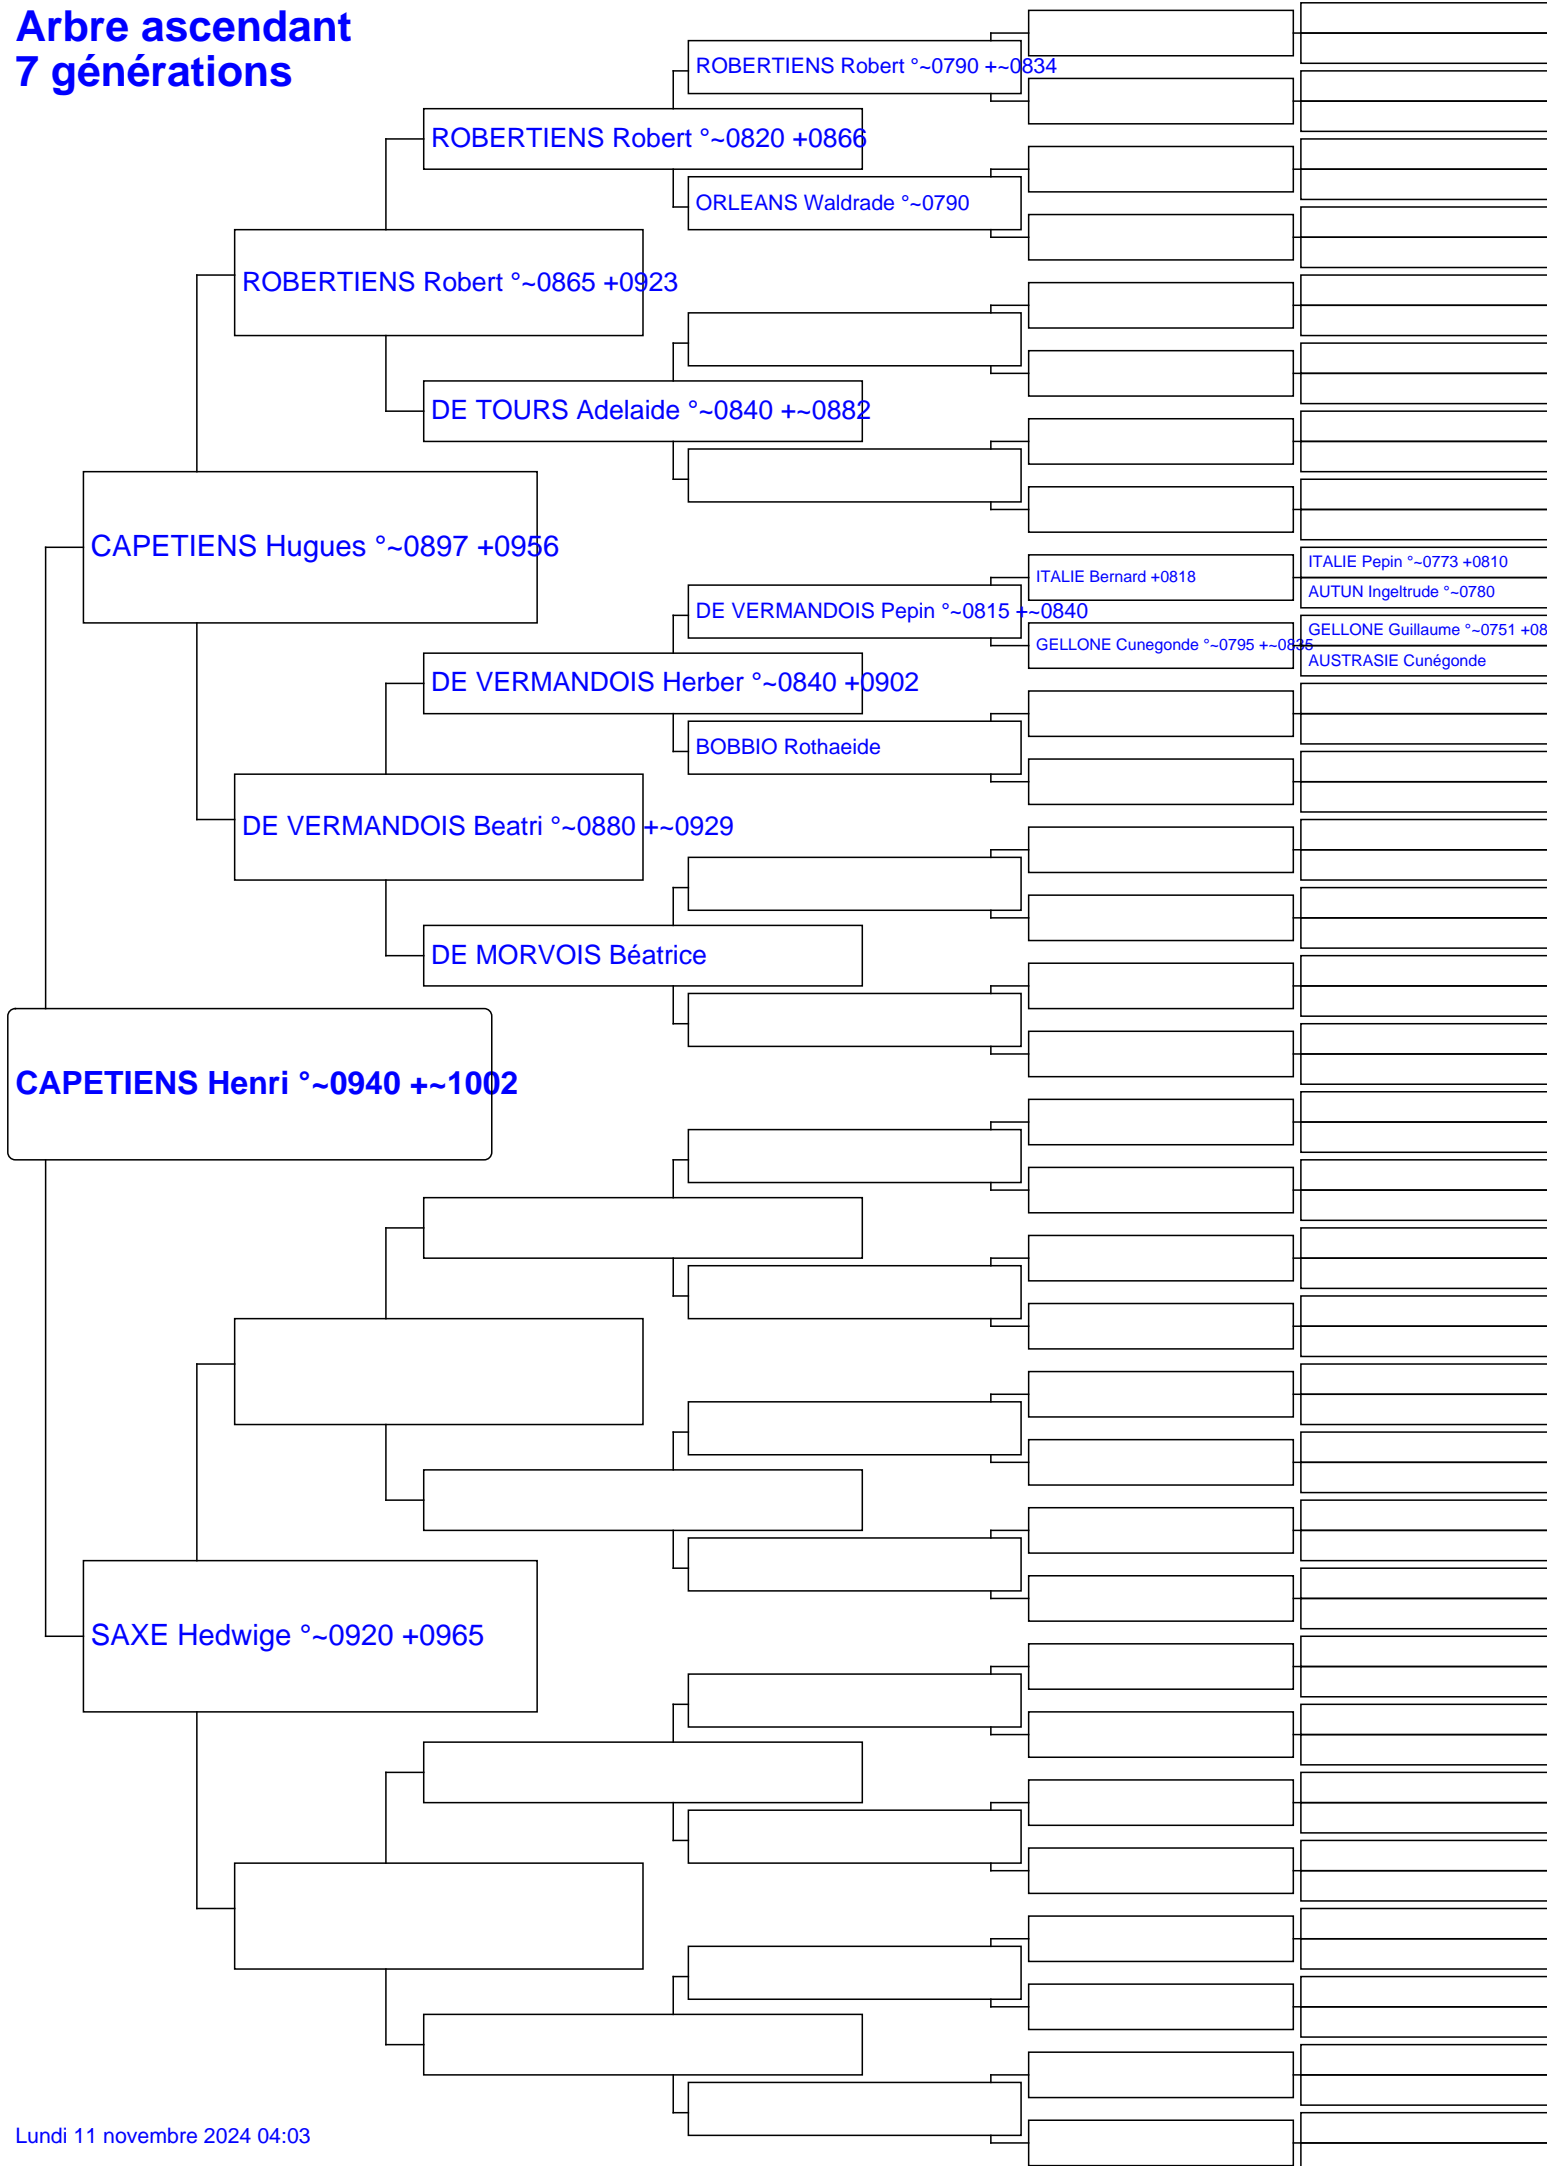 Arbre ascendant
7 générations
ROBERTIENS Robert °~0790 +~0834
ROBERTIENS Robert °~0820 +0866
ORLEANS Waldrade °~0790
ROBERTIENS Robert °~0865 +0923
DE TOURS Adelaide °~0840 +~0882
CAPETIENS Hugues °~0897 +0956
ITALIE Pepin °~0773 +0810
ITALIE Bernard +0818
AUTUN Ingeltrude °~0780
DE VERMANDOIS Pepin °~0815 +~0840
GELLONE Guillaume °~0751 +08
GELLONE Cunegonde °~0795 +~0835
AUSTRASIE Cunégonde
DE VERMANDOIS Herber °~0840 +0902
BOBBIO Rothaeide
DE VERMANDOIS Beatri °~0880 +~0929
DE MORVOIS Béatrice
CAPETIENS Henri °~0940 +~1002
SAXE Hedwige °~0920 +0965
Lundi 11 novembre 2024 04:03